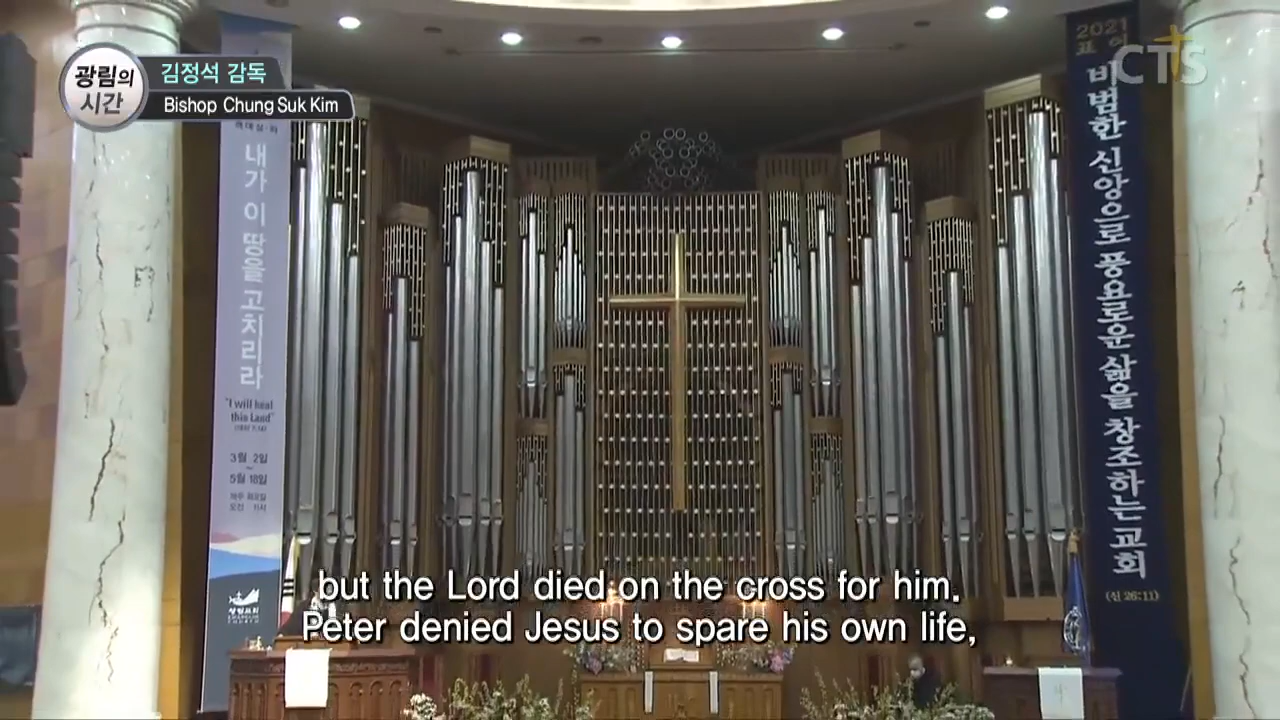 광림의
시간
김정석 감독
Bishop Chung Suk Kim
내가 이 땅을 고치리라
"I will heal
this Land"
3월 2일
~
5월 18일
2021
표어
비범한 신앙으로 풍요로운 삶을 창조하는 교회
(신 26:11)
CTS
but the Lord died on the cross for him.
Peter denied Jesus to spare his own life,